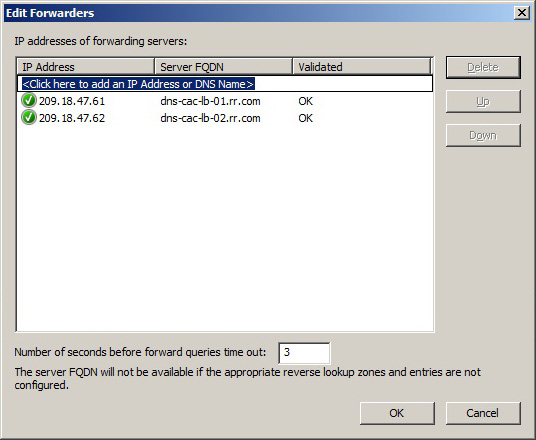 Edit Forwarders
IP addresses of forwarding servers:
IP Address Server FQDN Validated
<Click here to add an IP Address or DNS Name>
209.18.47.61 dns-cac-lb-01.rr.com OK
209.18.47.62 dns-cac-lb-02.rr.com OK
Delete
Up
Down
Number of seconds before forward queries time out: 3
The server FQDN will not be available if the appropriate reverse lookup zones and entries are not
configured.
OK Cancel